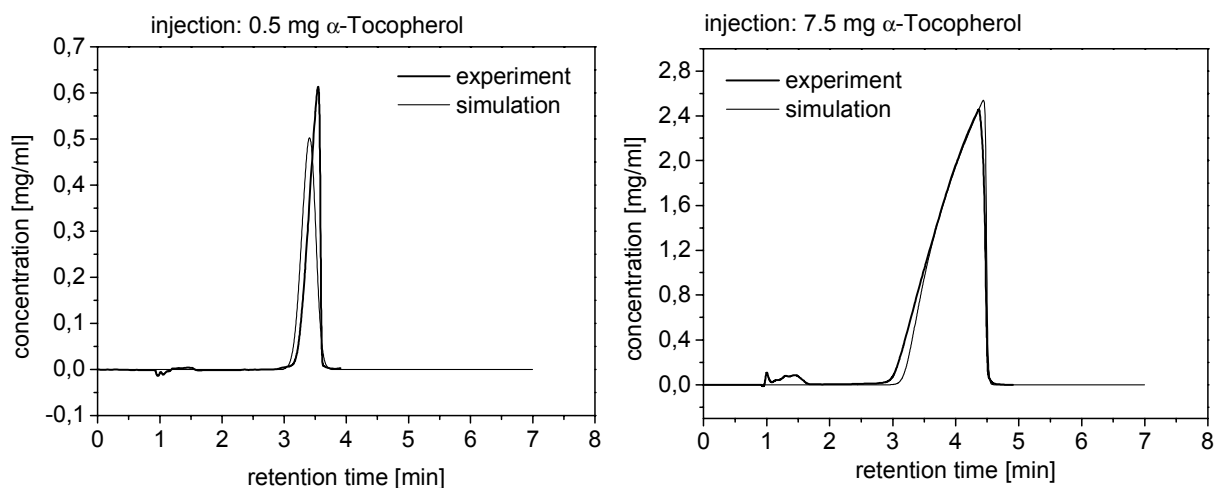 injection: 0.5 mg α-Tocopherol
0,7
0,6
0,5
0,4
0,3
0,2
0,1
0,0
-0,1
concentration [mg/ml]
experiment
simulation
0 1 2 3 4 5 6 7 8
retention time [min]
injection: 7.5 mg α-Tocopherol
2,8
2,4
2,0
1,6
1,2
0,8
0,4
0,0
concentration [mg/ml]
experiment
simulation
0 1 2 3 4 5 6 7 8
retention time [min]